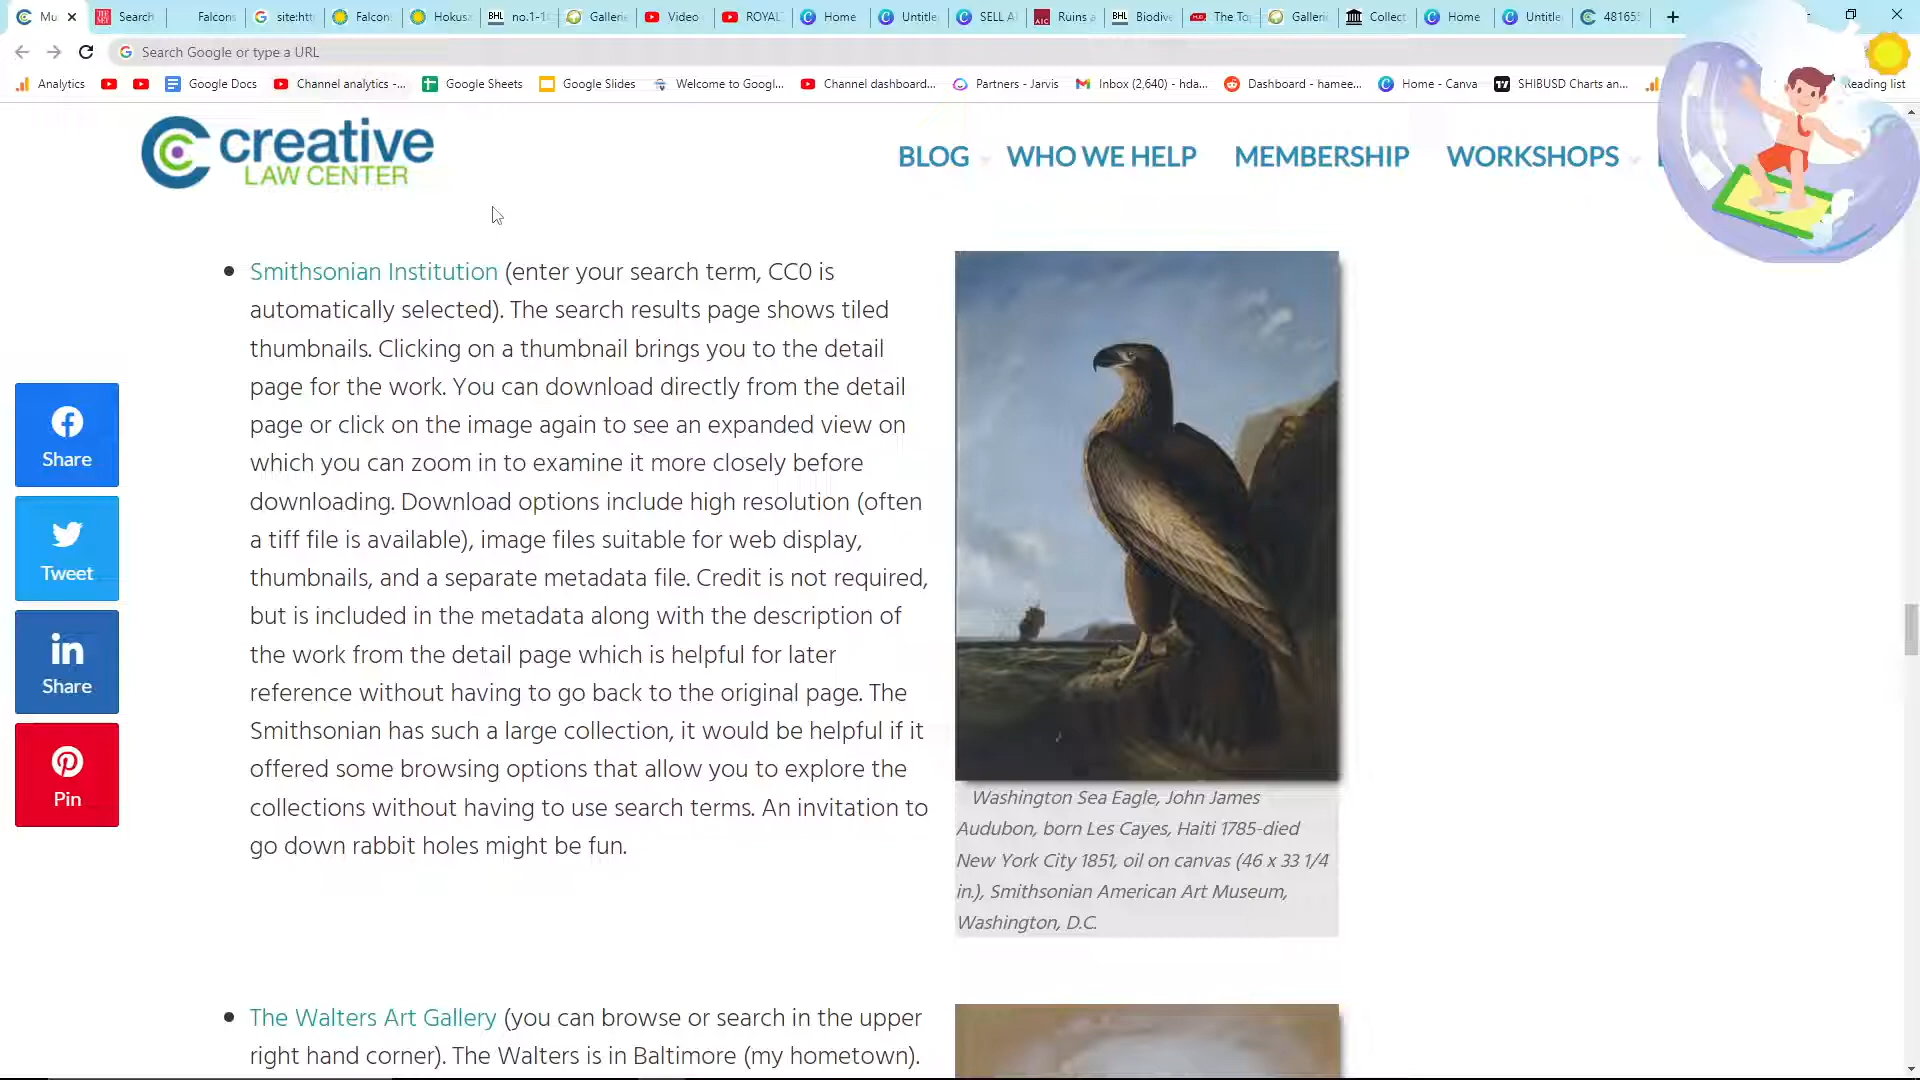 Mu
Search
Falcons
site:htt
Falcon
Hokus
BHL no.1-1
Galleri
Video
ROYAL
Home
Untitle
SELL A
AIC Ruins a
BHL Biodiv
The To
Galleri
Collect
Home
Untitle
48165
Search Google or type a URL
Analytics
Google Docs
Channel analytics -...
Google Sheets
Google Slides
Welcome to Googl...
Channel dashboard...
Partners - Jarvis
Inbox (2,640) - hda...
Dashboard - hamee...
Home - Canva
SHIBUSD Charts an...
Reading list
creative
LAW CENTER
BLOG
WHO WE HELP
MEMBERSHIP
WORKSHOPS
Smithsonian Institution (enter your search term, CC0 is
automatically selected). The search results page shows tiled
thumbnails. Clicking on a thumbnail brings you to the detail
page for the work. You can download directly from the detail
page or click on the image again to see an expanded view on
which you can zoom in to examine it more closely before
downloading. Download options include high resolution (often
a tiff file is available), image files suitable for web display,
thumbnails, and a separate metadata file. Credit is not required,
but is included in the metadata along with the description of
the work from the detail page which is helpful for later
reference without having to go back to the original page. The
Smithsonian has such a large collection, it would be helpful if it
offered some browsing options that allow you to explore the
collections without having to use search terms. An invitation to
go down rabbit holes might be fun.
Share
Tweet
in
Share
Pin
Washington Sea Eagle, John James
Audubon, born Les Cayes, Haiti 1785-died
New York City 1851, oil on canvas (46 x 33 1/4
in.), Smithsonian American Art Museum,
Washington, D.C.
The Walters Art Gallery (you can browse or search in the upper
right hand corner). The Walters is in Baltimore (my hometown).